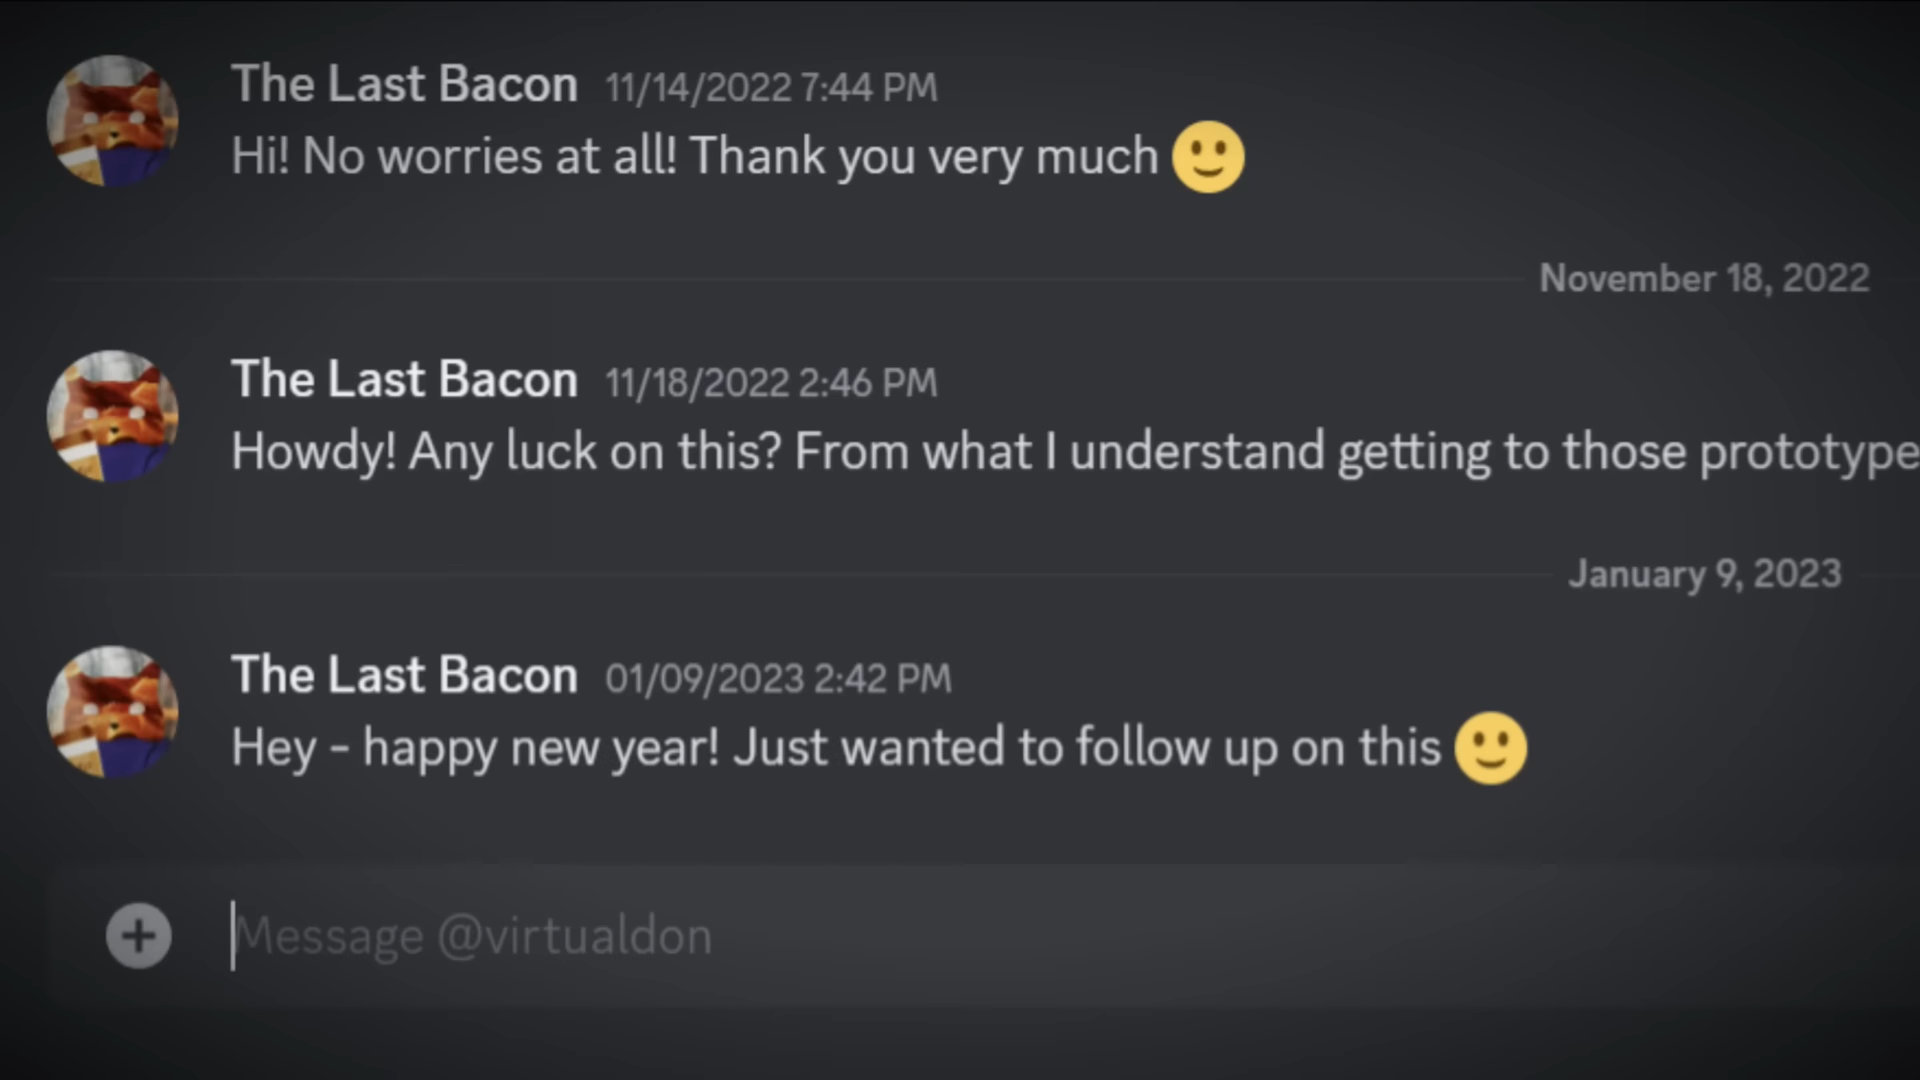 The Last Bacon 11/14/2022 7:44 PM
Hi! No worries at all! Thank you very much
November 18, 2022
The Last Bacon 11/18/2022 2:46 PM
Howdy! Any luck on this? From what I understand getting to those prototype
January 9, 2023
The Last Bacon 01/09/2023 2:42 PM
Hey - happy new year! Just wanted to follow up on this
Message @virtualdon